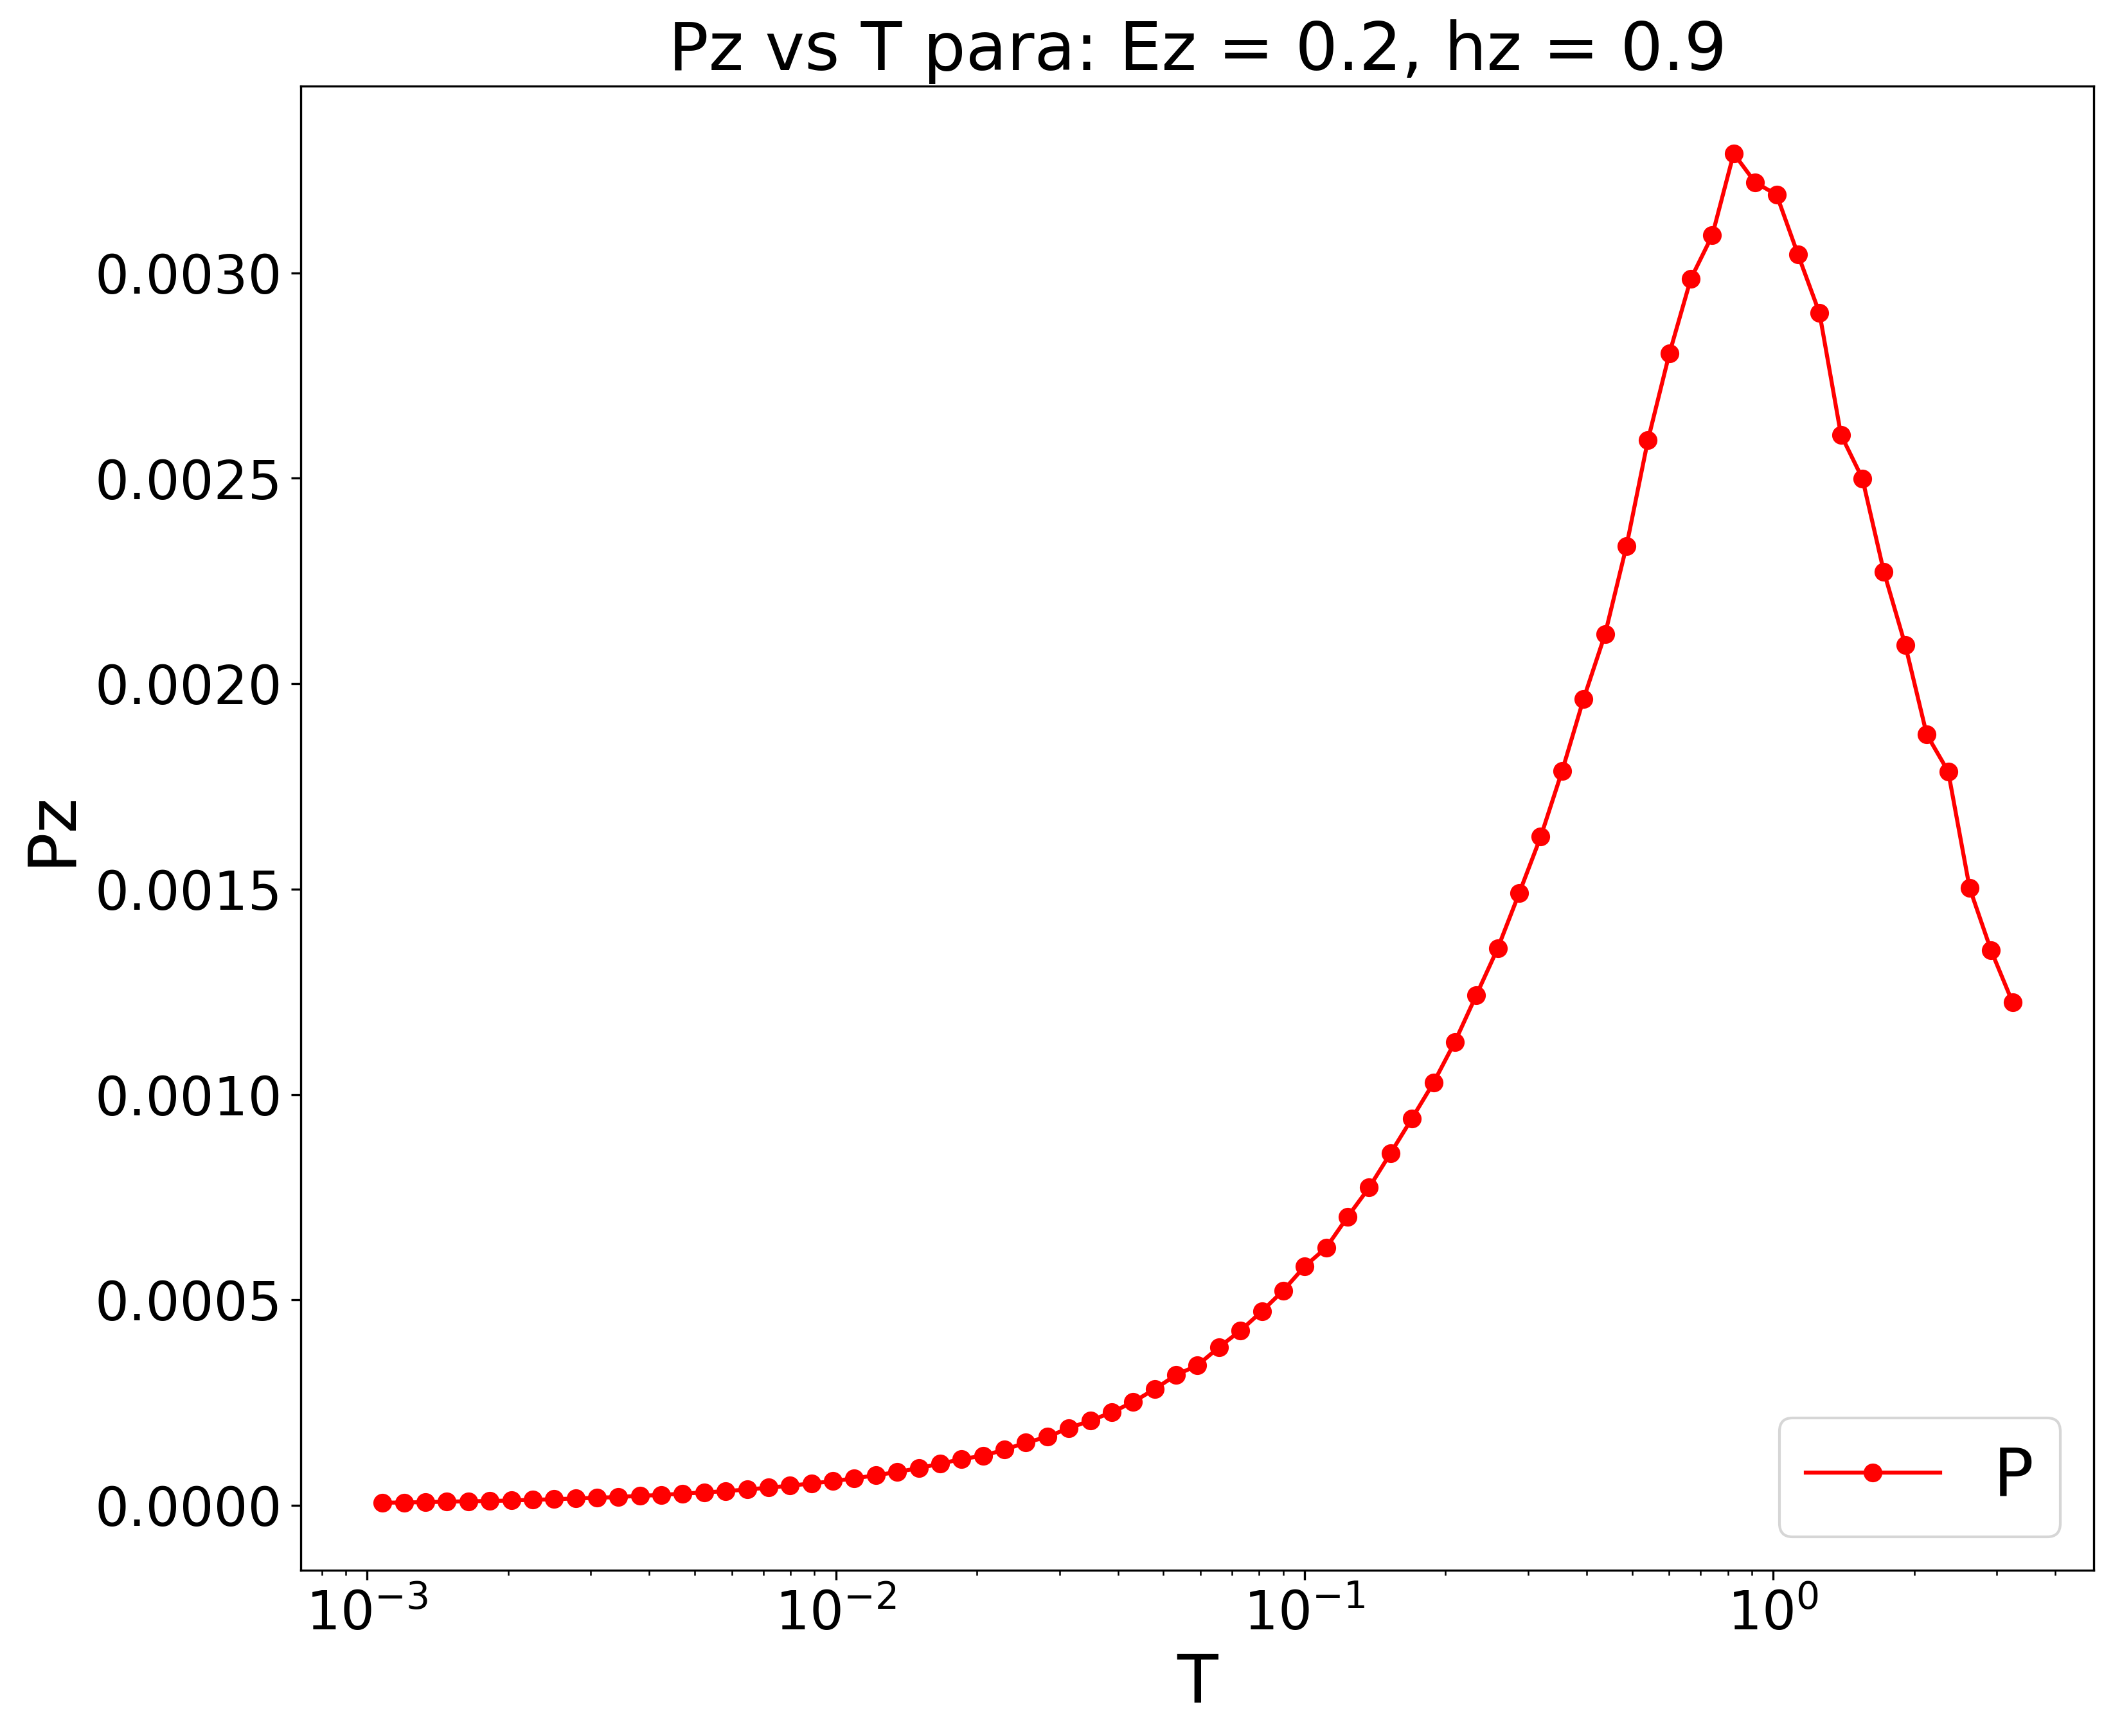 Pz vs T para: Ez = 0.2, hz = 0.9
0.0030
0.0025
0.0020
0.0015
0.0010
0.0005
0.0000
Pz
10⁻³ 10⁻² 10⁻¹ 10⁰
T
P